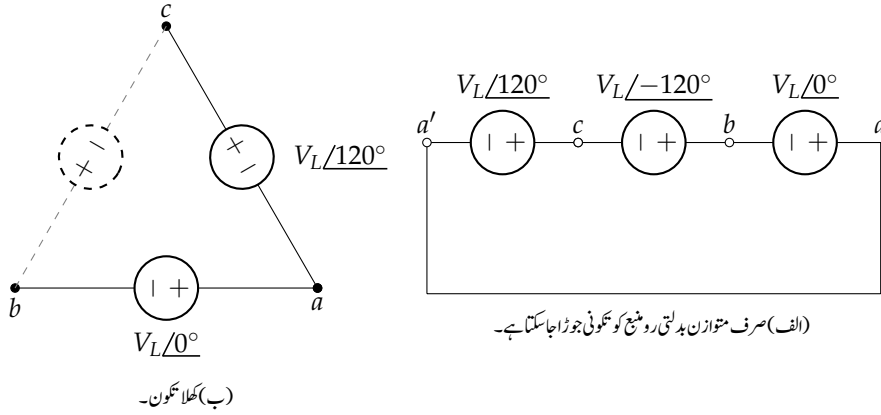 c
V_L/120°
b
a
V_L/0°
(ب) کھلا تکون۔
V_L/120° V_L/−120° V_L/0°
a′ c b a
(الف) صرف متوازن بدلتی رو منبع کو تکونی جوڑا جا سکتا ہے۔